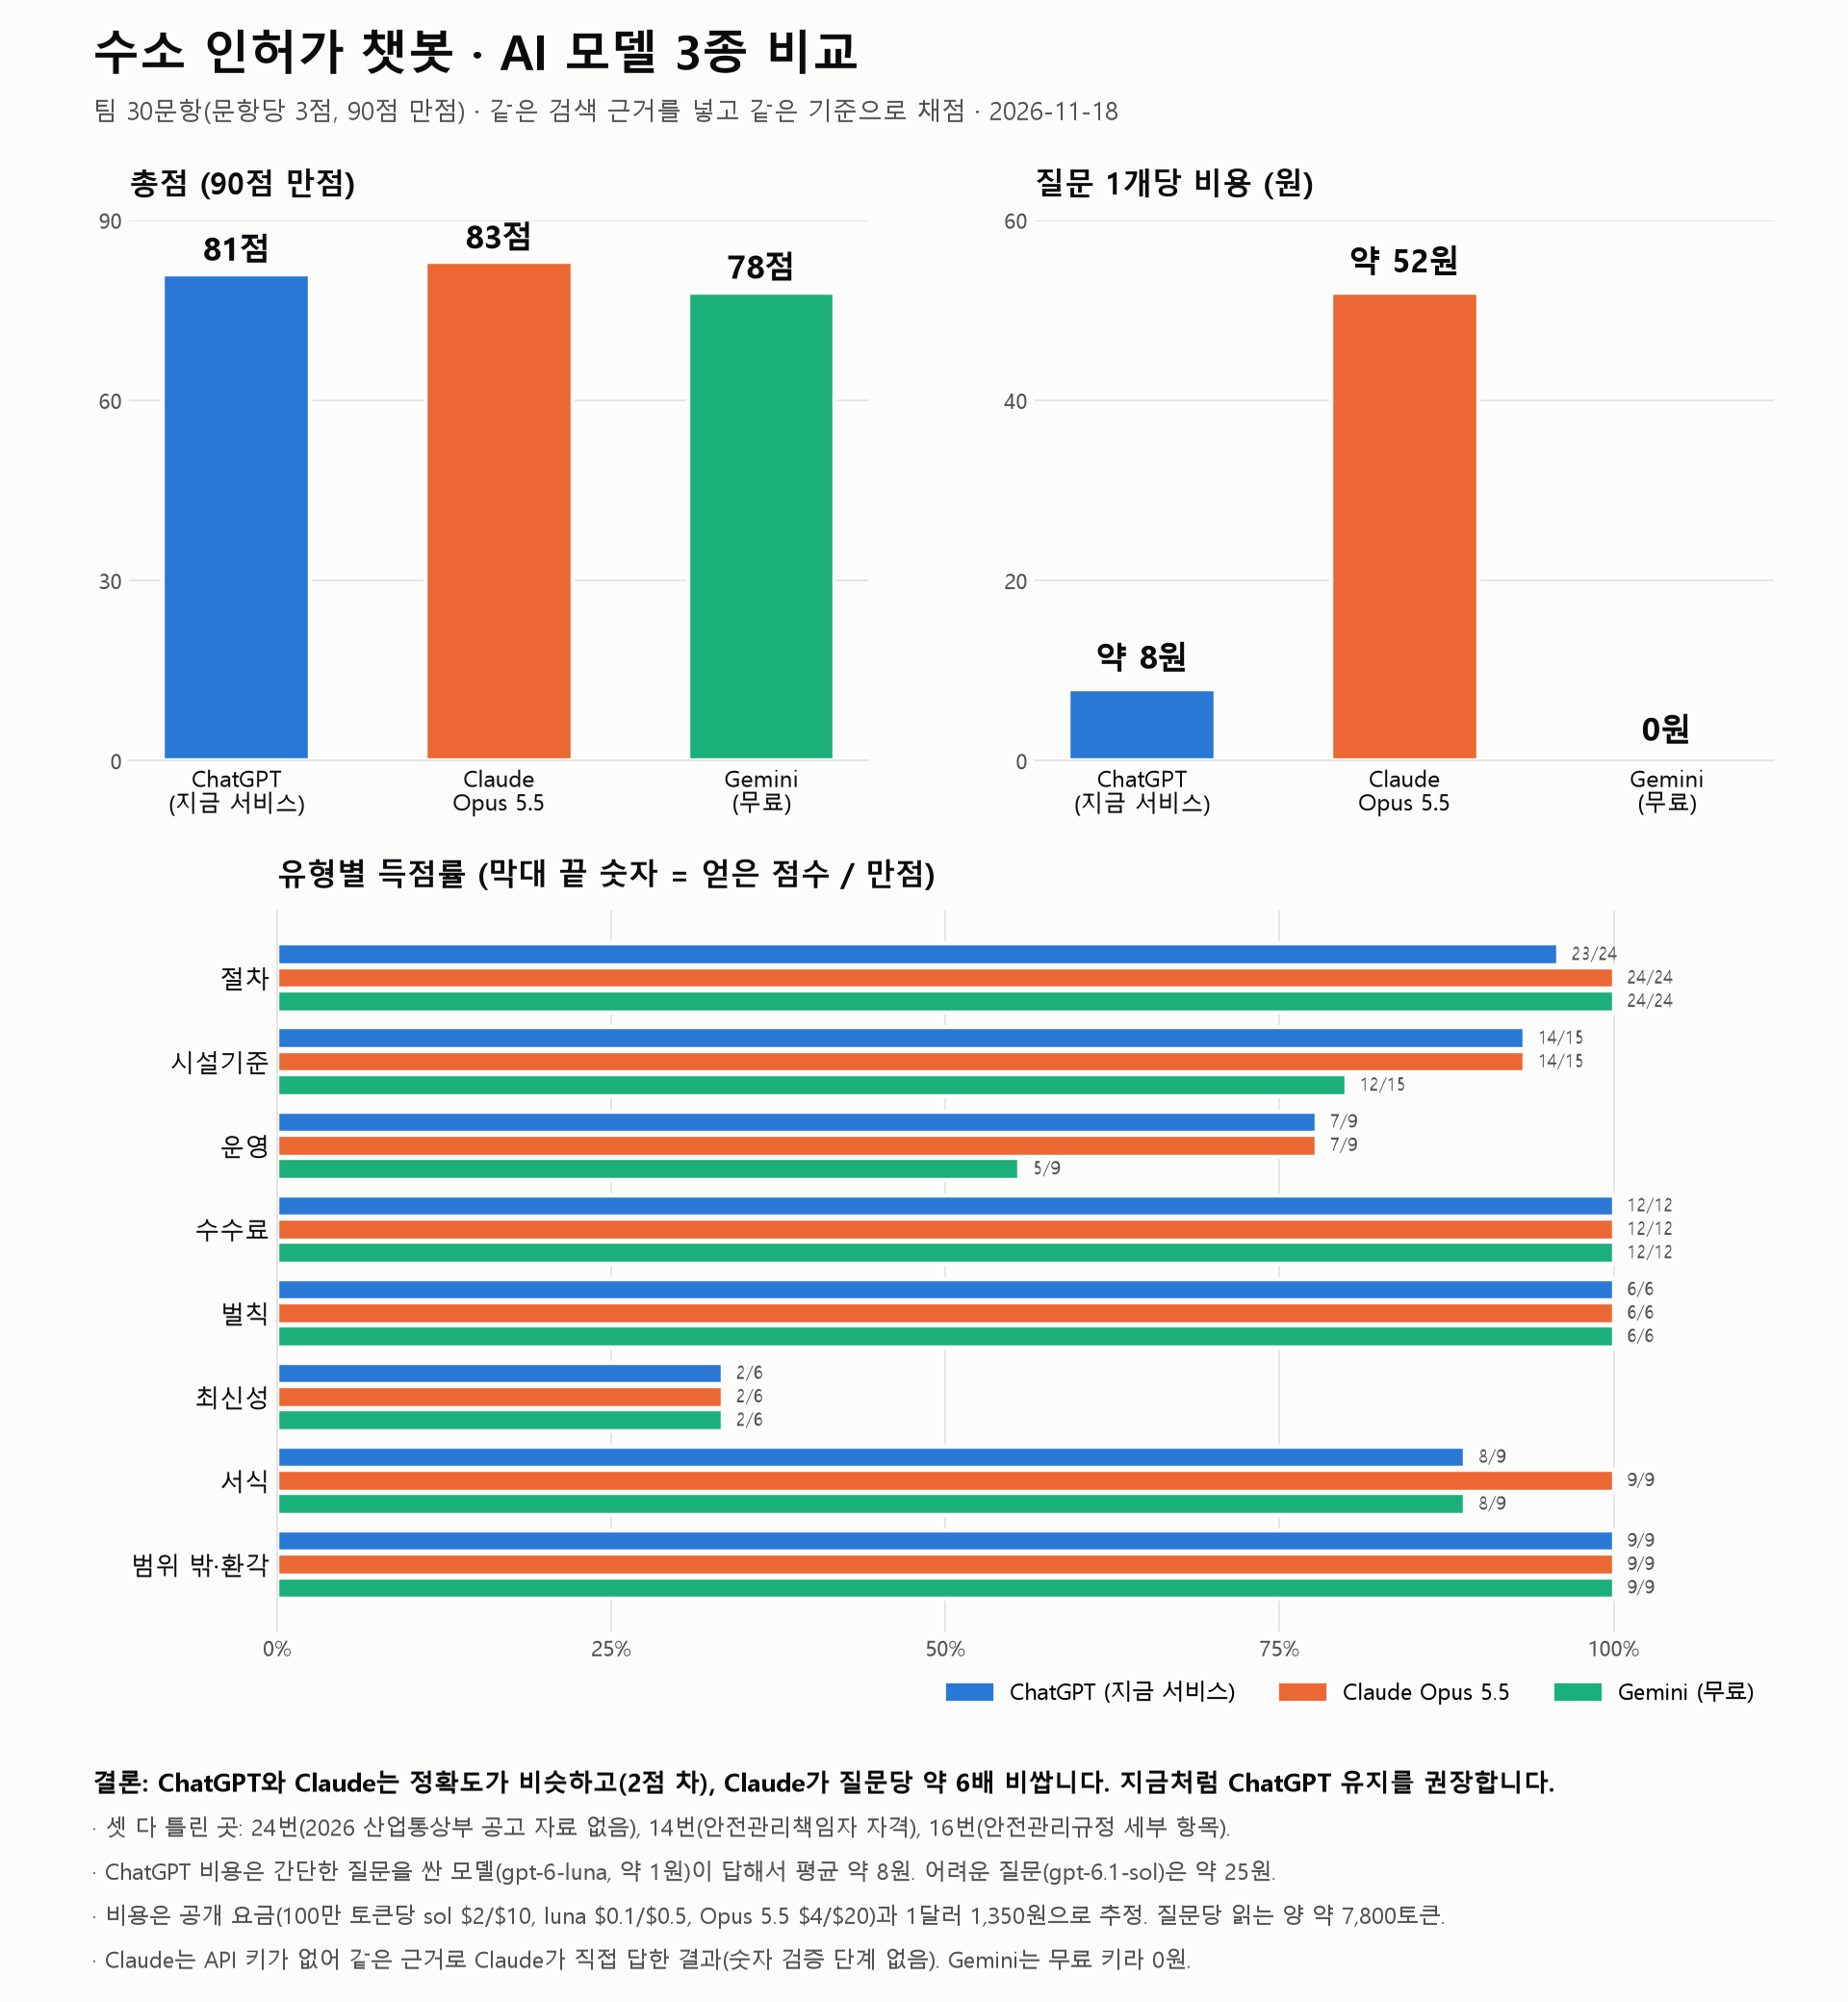 수소 인허가 챗봇 · AI 모델 3종 비교
팀 30문항(문항당 3점, 90점 만점) · 같은 검색 근거를 넣고 같은 기준으로 채점 · 2026-11-18
총점 (90점 만점)
90
60
30
0
81점
83점
78점
ChatGPT
(지금 서비스)
Claude
Opus 5.5
Gemini
(무료)
질문 1개당 비용 (원)
60
40
20
0
약 8원
약 52원
0원
ChatGPT
(지금 서비스)
Claude
Opus 5.5
Gemini
(무료)
유형별 득점률 (막대 끝 숫자 = 얻은 점수 / 만점)
절차
23/24
24/24
24/24
시설기준
14/15
14/15
12/15
운영
7/9
7/9
5/9
수수료
12/12
12/12
12/12
벌칙
6/6
6/6
6/6
최신성
2/6
2/6
2/6
서식
8/9
9/9
8/9
범위 밖·환각
9/9
9/9
9/9
0%
25%
50%
75%
100%
ChatGPT (지금 서비스)
Claude Opus 5.5
Gemini (무료)
결론: ChatGPT와 Claude는 정확도가 비슷하고(2점 차), Claude가 질문당 약 6배 비쌉니다. 지금처럼 ChatGPT 유지를 권장합니다.
· 셋 다 틀린 곳: 24번(2026 산업통상부 공고 자료 없음), 14번(안전관리책임자 자격), 16번(안전관리규정 세부 항목).
· ChatGPT 비용은 간단한 질문을 싼 모델(gpt-6-luna, 약 1원)이 답해서 평균 약 8원. 어려운 질문(gpt-6.1-sol)은 약 25원.
· 비용은 공개 요금(100만 토큰당 sol $2/$10, luna $0.1/$0.5, Opus 5.5 $4/$20)과 1달러 1,350원으로 추정. 질문당 읽는 양 약 7,800토큰.
· Claude는 API 키가 없어 같은 근거로 Claude가 직접 답한 결과(숫자 검증 단계 없음). Gemini는 무료 키라 0원.